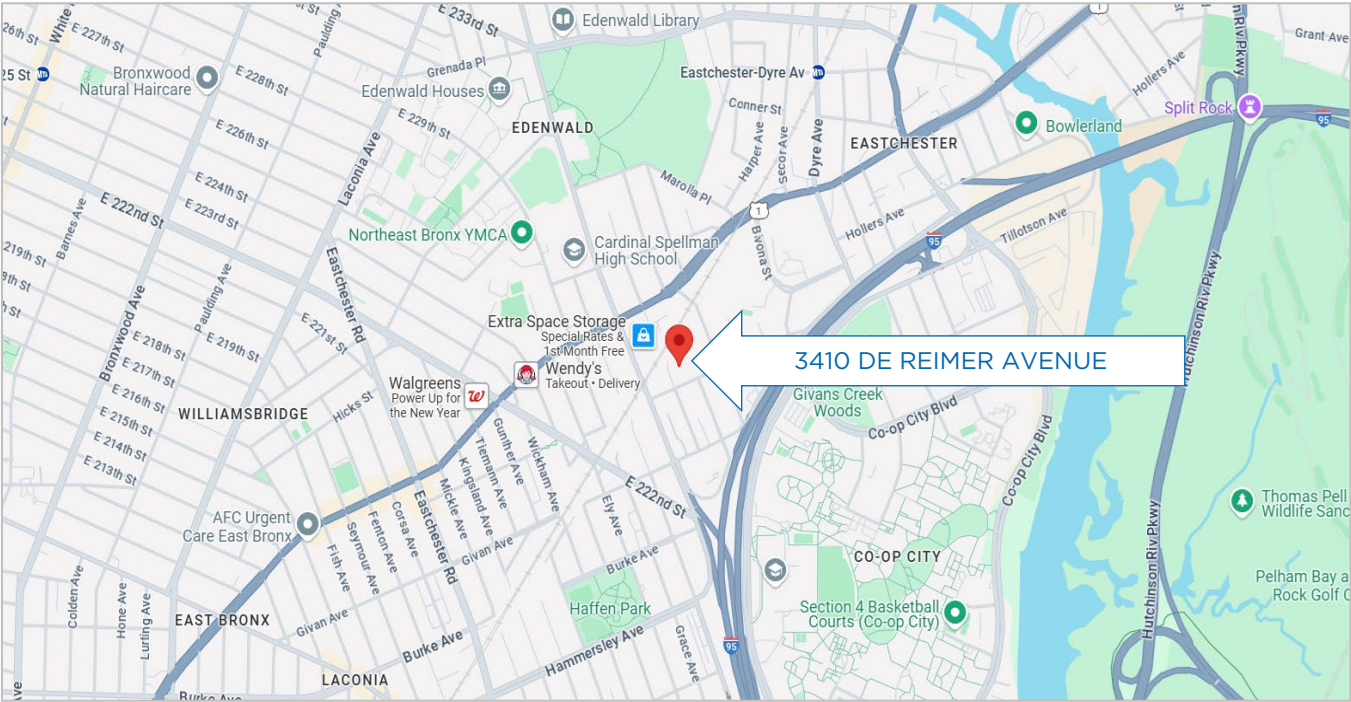 E 233rd St
Edenwald Library
Grant Ave
White
E 227th St
26th St
Paulding
25 St
Bronxwood
Natural Haircare
E 228th St
Grenada Pl
Edenwald Houses
Eastchester-Dyre Av
Conner St
Hollers Ave
Split Rock
95
E 229th St
E 226th St
EDENWALD
Harper Ave
Secor Ave
Dyre Ave
EASTCHESTER
Bowlerland
Laconia Ave
E 224th St
E 223rd St
E 222nd St
Barnes Ave
Marolla Pl
1
Hollers Ave
Tillotson Ave
95
Bivona St
Northeast Bronx YMCA
Cardinal Spellman
High School
219th St
Eastchester Rd
Paulding Ave
Bronxwood Ave
E 221st St
E 219th St
E 218th St
E 217th St
E 216th St
E 215th St
E 214th St
E 213th St
Extra Space Storage
Special Rates &
1st Month Free
Wendy's
Takeout • Delivery
Walgreens
Power Up for
the New Year
3410 DE REIMER AVENUE
Hutchinson Riv Pkwy
WILLIAMSBRIDGE
Hicks St
Givans Creek
Woods
Co-op City Blvd
Co-op City Blvd
Gunther Ave
Wickham Ave
Tiemann Ave
Kingsland Ave
Mickle Ave
Eastchester Rd
Corsa Ave
Fenton Ave
Seymour Ave
Fish Ave
E 222nd St
Ely Ave
Givan Ave
Burke Ave
AFC Urgent
Care East Bronx
Thomas Pell
Wildlife Sanc
Hutchinson Riv Pkwy
CO-OP CITY
Haffen Park
Section 4 Basketball
Courts (Co-op City)
Pelham Bay a
Rock Golf C
Colden Ave
Hone Ave
Lurting Ave
EAST BRONX
Givan Ave
Burke Ave
Hammersley Ave
Grace Ave
95
LACONIA
Burke Ave